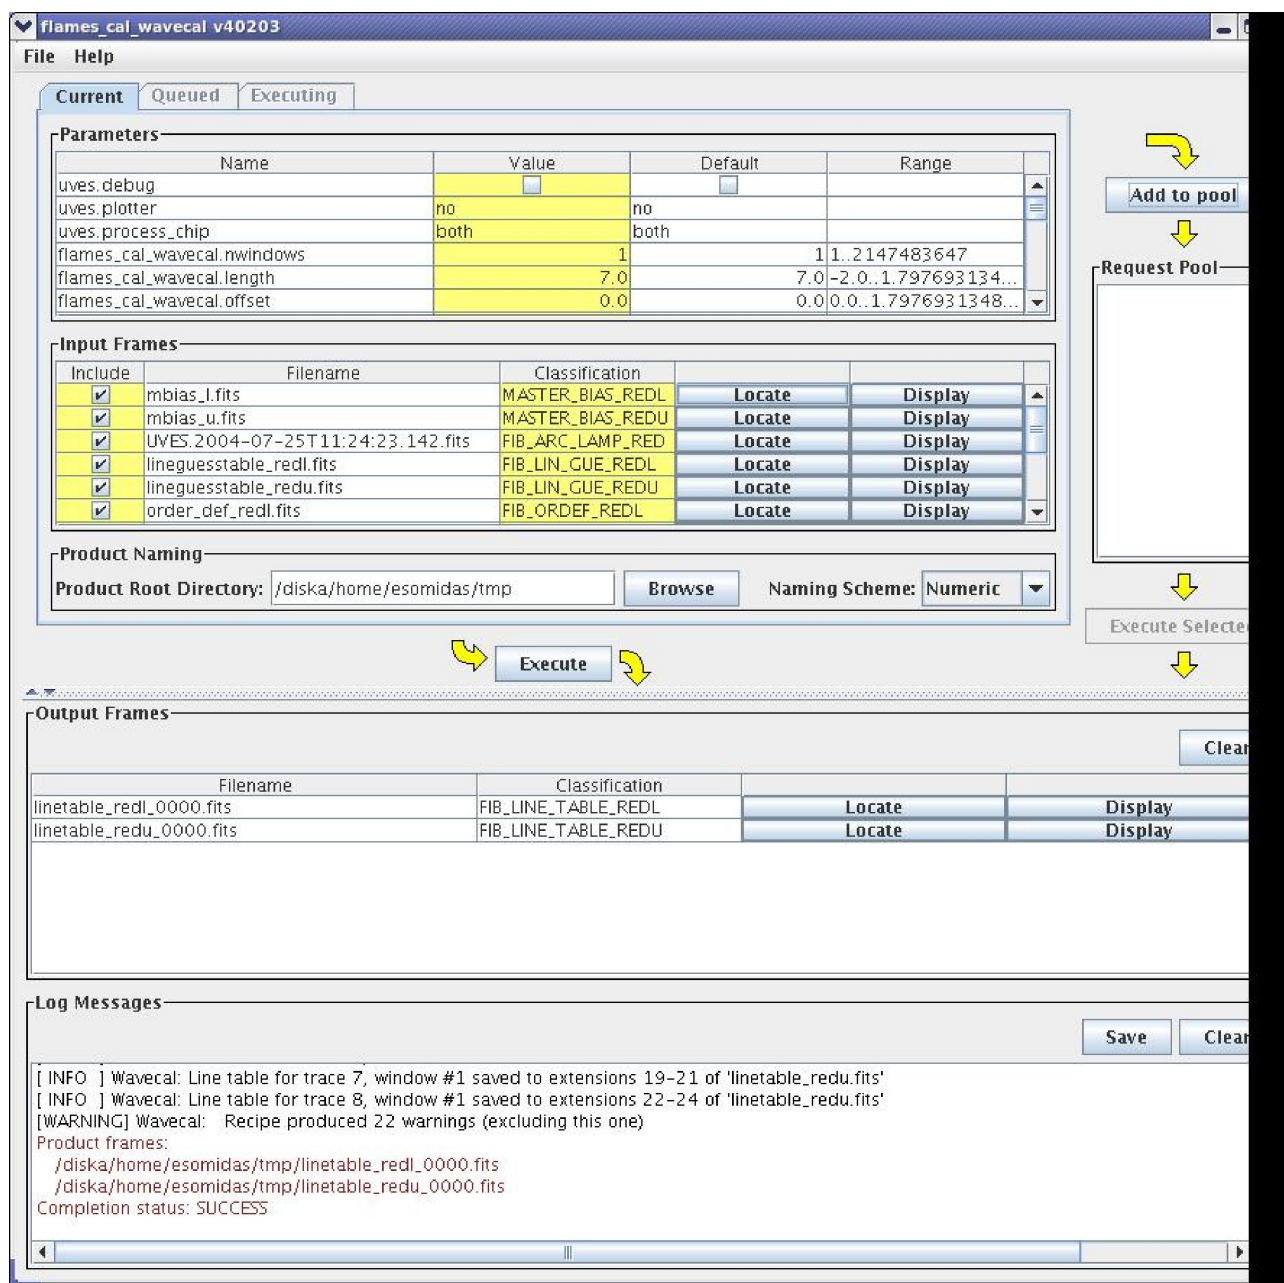 flames_cal_wavecal v40203
File Help
Current Queued Executing
Parameters
Name Value Default Range
uves.debug
uves.plotter no no
uves.process_chip both both
flames_cal_wavecal.nwindows 1 1 1..2147483647
flames_cal_wavecal.length 7.0 7.0 -2.0..1.797693134...
flames_cal_wavecal.offset 0.0 0.0 0.0..1.7976931348...
Add to pool
Request Pool
Input Frames
Include Filename Classification
mbias_l.fits MASTER_BIAS_REDL Locate Display
mbias_u.fits MASTER_BIAS_REDU Locate Display
UVES.2004-07-25T11:24:23.142.fits FIB_ARC_LAMP_RED Locate Display
lineguesstable_redl.fits FIB_LIN_GUE_REDL Locate Display
lineguesstable_redu.fits FIB_LIN_GUE_REDU Locate Display
order_def_redl.fits FIB_ORDEF_REDL Locate Display
Product Naming
Product Root Directory: /diska/home/esomidas/tmp Browse Naming Scheme: Numeric
Execute Selecte
Execute
Output Frames
Clear
Filename Classification
linetable_redl_0000.fits FIB_LINE_TABLE_REDL Locate Display
linetable_redu_0000.fits FIB_LINE_TABLE_REDU Locate Display
Log Messages
Save Clear
[ INFO ] Wavecal: Line table for trace 7, window #1 saved to extensions 19-21 of 'linetable_redu.fits'
[ INFO ] Wavecal: Line table for trace 8, window #1 saved to extensions 22-24 of 'linetable_redu.fits'
[WARNING] Wavecal: Recipe produced 22 warnings (excluding this one)
Product frames:
/diska/home/esomidas/tmp/linetable_redl_0000.fits
/diska/home/esomidas/tmp/linetable_redu_0000.fits
Completion status: SUCCESS